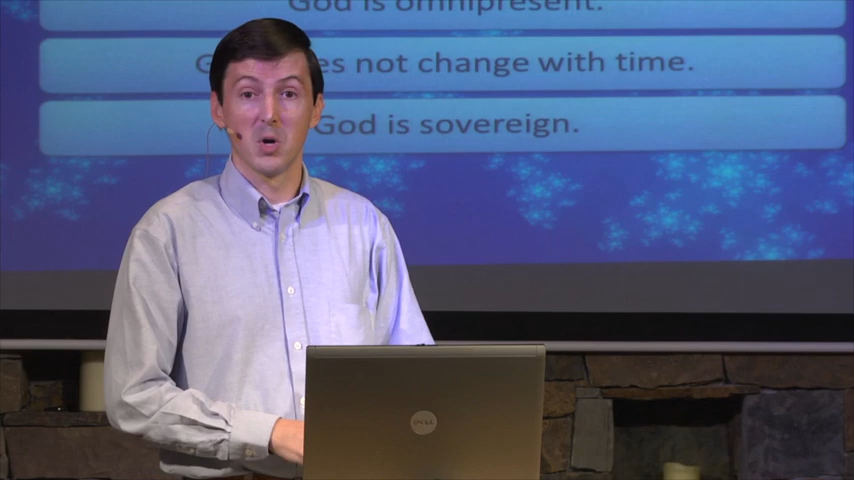 God is omnipresent.
G es not change with time.
God is sovereign.
DELL